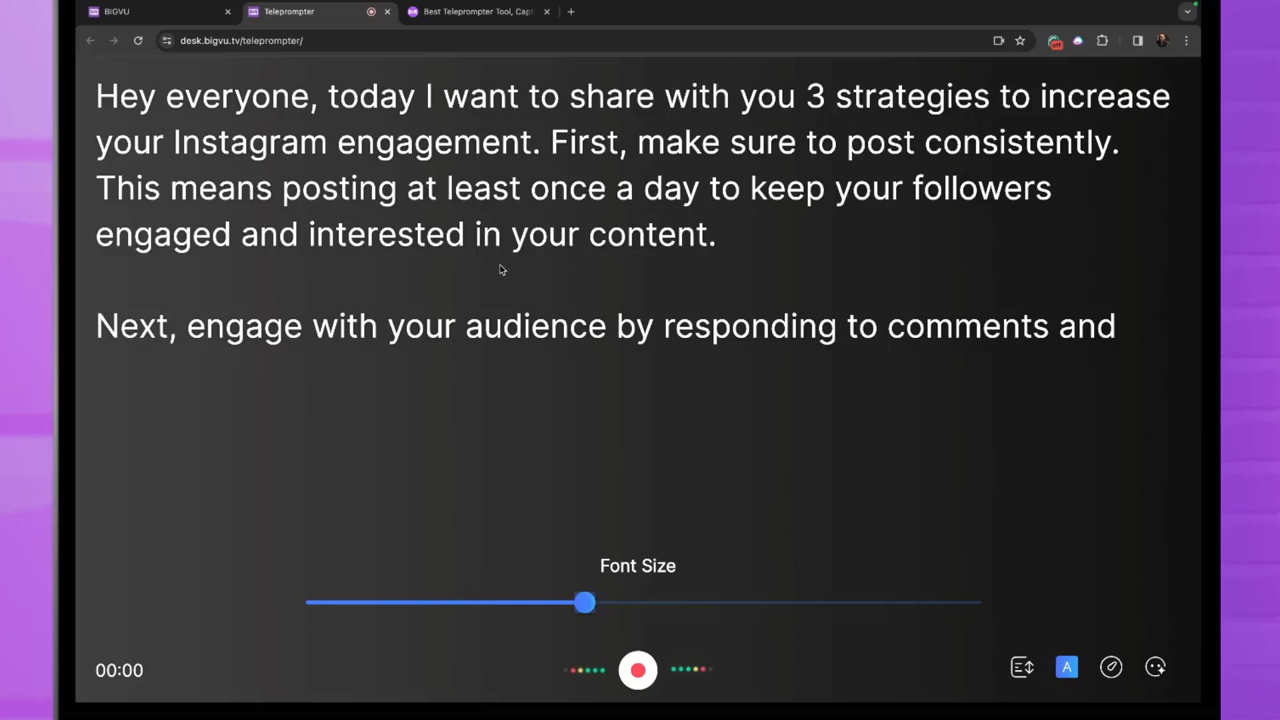 BIGVU
Teleprompter
Best Teleprompter Tool, Cap
desk.bigvu.tv/teleprompter/
off
Hey everyone, today I want to share with you 3 strategies to increase
your Instagram engagement. First, make sure to post consistently.
This means posting at least once a day to keep your followers
engaged and interested in your content.
Next, engage with your audience by responding to comments and
Font Size
00:00
A